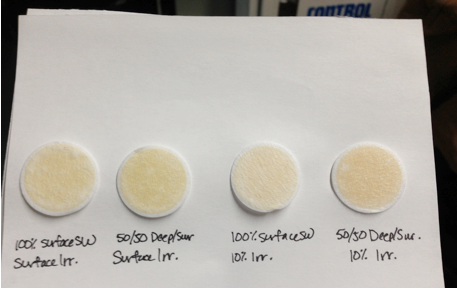 CONTROL
100% Surface SW
Surface Irr.
50/50 Deep/Sur
Surface Irr.
100% Surface SW
10% Irr.
50/50 Deep/Sur.
10% Irr.